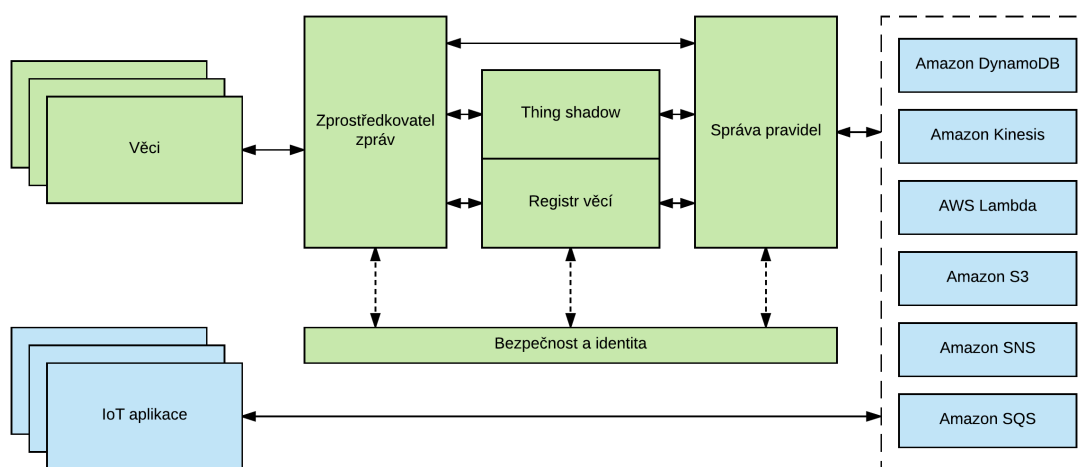 Věci
Zprostředkovatel
zpráv
Thing shadow
Registr věcí
Správa pravidel
Amazon DynamoDB
Amazon Kinesis
AWS Lambda
Amazon S3
Amazon SNS
Amazon SQS
Bezpečnost a identita
IoT aplikace